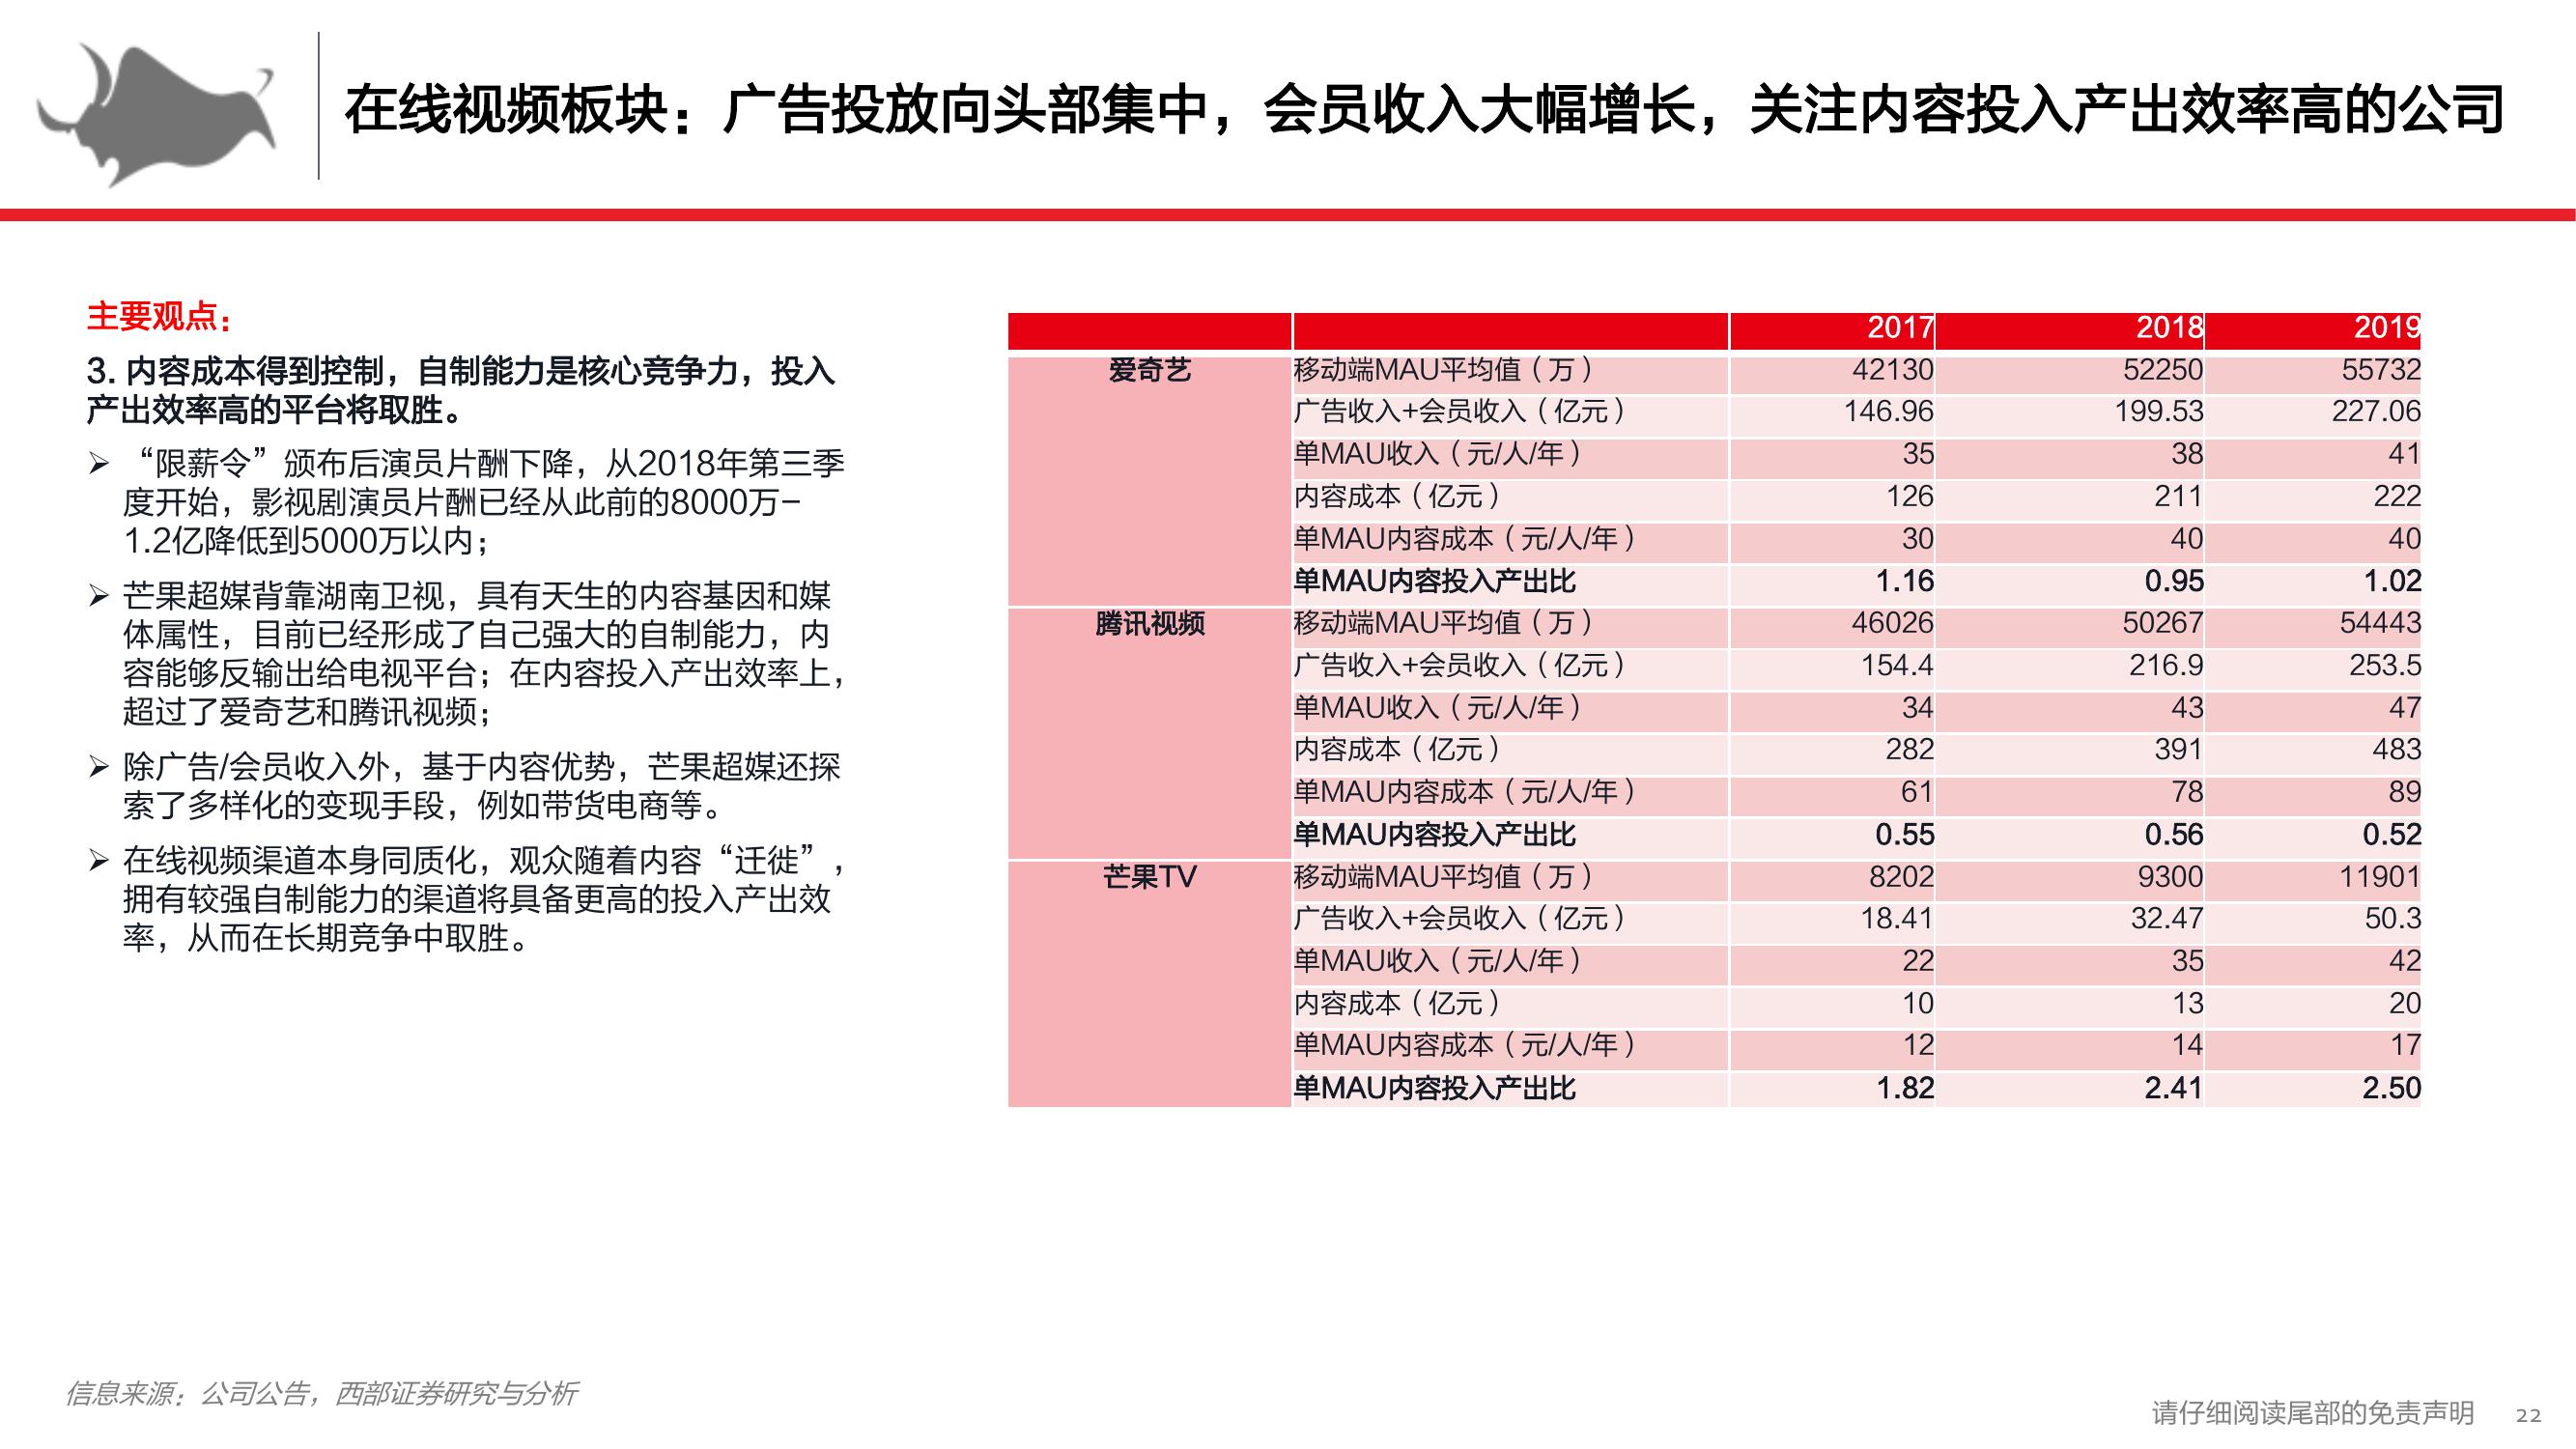 在线视频板块：广告投放向头部集中，会员收入大幅增长，关注内容投入产出效率高的公司
主要观点：
3. 内容成本得到控制，自制能力是核心竞争力，投入
产出效率高的平台将取胜。
➢ “限薪令”颁布后演员片酬下降，从2018年第三季
度开始，影视剧演员片酬已经从此前的8000万-
1.2亿降低到5000万以内；
➢ 芒果超媒背靠湖南卫视，具有天生的内容基因和媒
体属性，目前已经形成了自己强大的自制能力，内
容能够反输出给电视平台；在内容投入产出效率上，
超过了爱奇艺和腾讯视频；
➢ 除广告/会员收入外，基于内容优势，芒果超媒还探
索了多样化的变现手段，例如带货电商等。
➢ 在线视频渠道本身同质化，观众随着内容“迁徙”，
拥有较强自制能力的渠道将具备更高的投入产出效
率，从而在长期竞争中取胜。
2017 2018 2019
爱奇艺 移动端MAU平均值（万） 42130 52250 55732
广告收入+会员收入（亿元） 146.96 199.53 227.06
单MAU收入（元/人/年） 35 38 41
内容成本（亿元） 126 211 222
单MAU内容成本（元/人/年） 30 40 40
单MAU内容投入产出比 1.16 0.95 1.02
腾讯视频 移动端MAU平均值（万） 46026 50267 54443
广告收入+会员收入（亿元） 154.4 216.9 253.5
单MAU收入（元/人/年） 34 43 47
内容成本（亿元） 282 391 483
单MAU内容成本（元/人/年） 61 78 89
单MAU内容投入产出比 0.55 0.56 0.52
芒果TV 移动端MAU平均值（万） 8202 9300 11901
广告收入+会员收入（亿元） 18.41 32.47 50.3
单MAU收入（元/人/年） 22 35 42
内容成本（亿元） 10 13 20
单MAU内容成本（元/人/年） 12 14 17
单MAU内容投入产出比 1.82 2.41 2.50
信息来源：公司公告，西部证券研究与分析
请仔细阅读尾部的免责声明 22